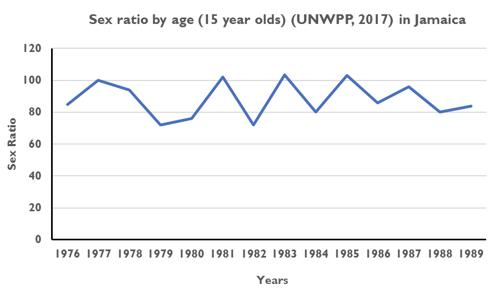 Sex ratio by age (15 year olds) (UNWPP, 2017) in Jamaica
120
100
80
60
40
20
0
Sex Ratio
1976 1977 1978 1979 1980 1981 1982 1983 1984 1985 1986 1987 1988 1989
Years